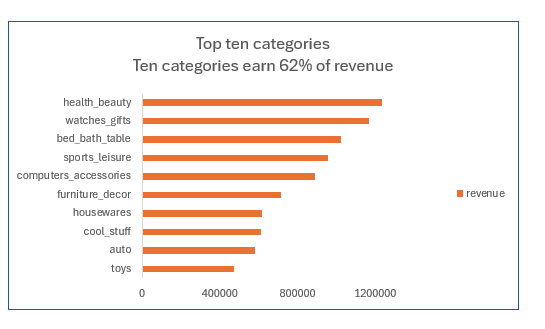 Top ten categories
Ten categories earn 62% of revenue
health_beauty
watches_gifts
bed_bath_table
sports_leisure
computers_accessories
furniture_decor
housewares
cool_stuff
auto
toys
revenue
0 400000 800000 1200000